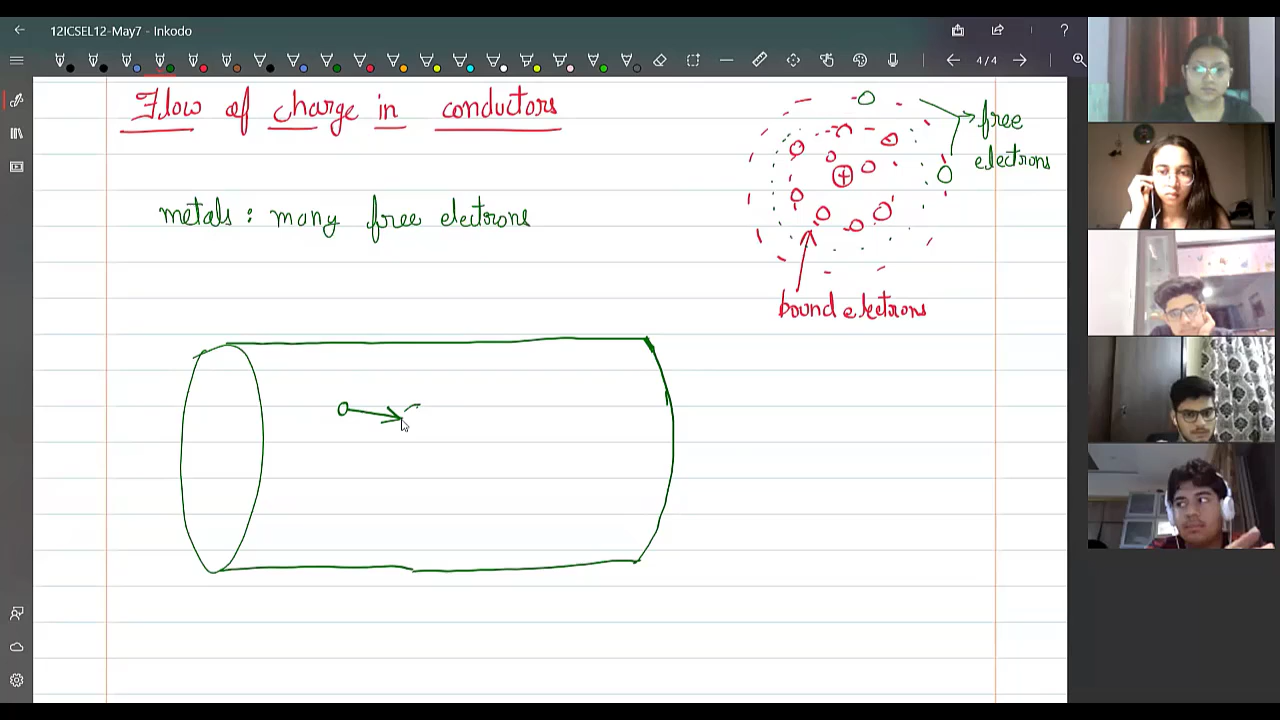 12ICSEL12-May7 - Inkodo
4/4
Flow of charge in conductors
free
electrons
metals: many free electrons
bound electrons